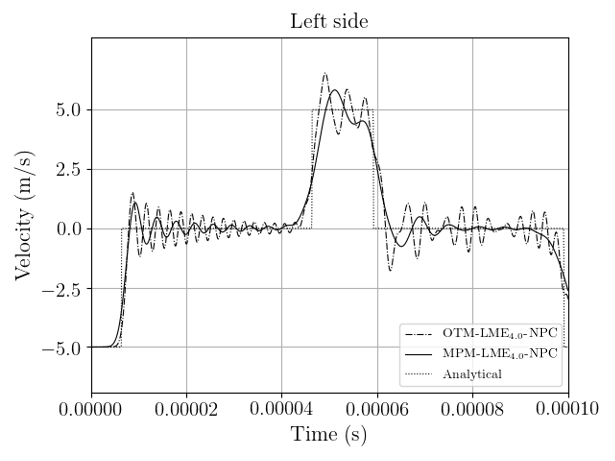 Left side
Velocity (m/s)
5.0
2.5
0.0
−2.5
−5.0
OTM-LME4.0-NPC
MPM-LME4.0-NPC
Analytical
0.00000 0.00002 0.00004 0.00006 0.00008 0.00010
Time (s)